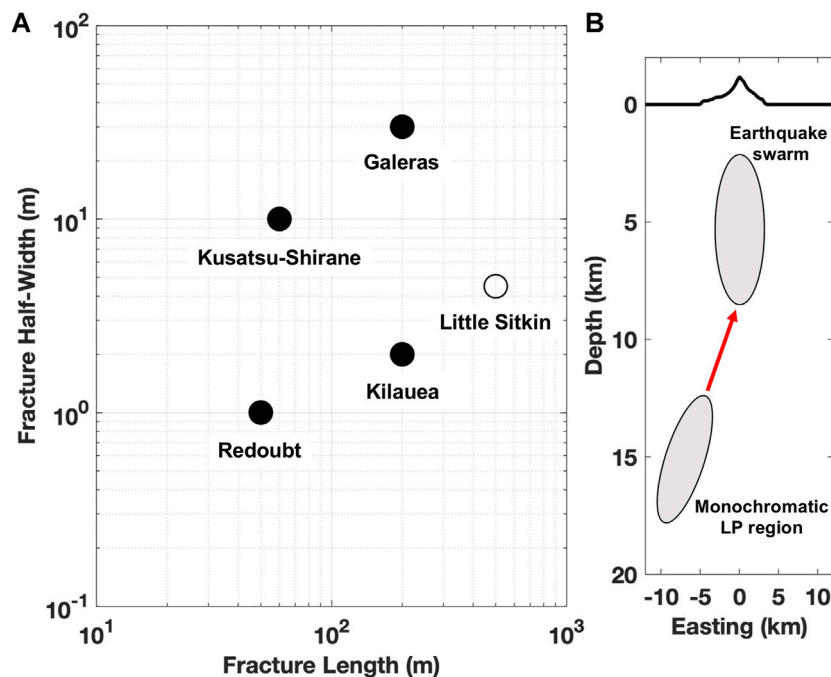 A
Fracture Half-Width (m)
10²
10¹
10⁰
10⁻¹
Galeras
Kusatsu-Shirane
Little Sitkin
Kilauea
Redoubt
10¹
10²
10³
Fracture Length (m)
B
Depth (km)
0
5
10
15
20
Earthquake
swarm
Monochromatic
LP region
-10 -5 0 5 10
Easting (km)